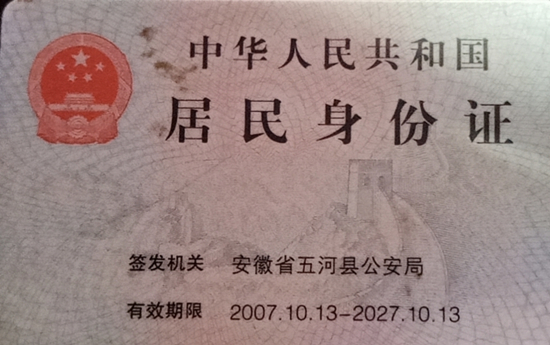 中华人民共和国
居民身份证
签发机关 安徽省五河县公安局
有效期限 2007.10.13-2027.10.13